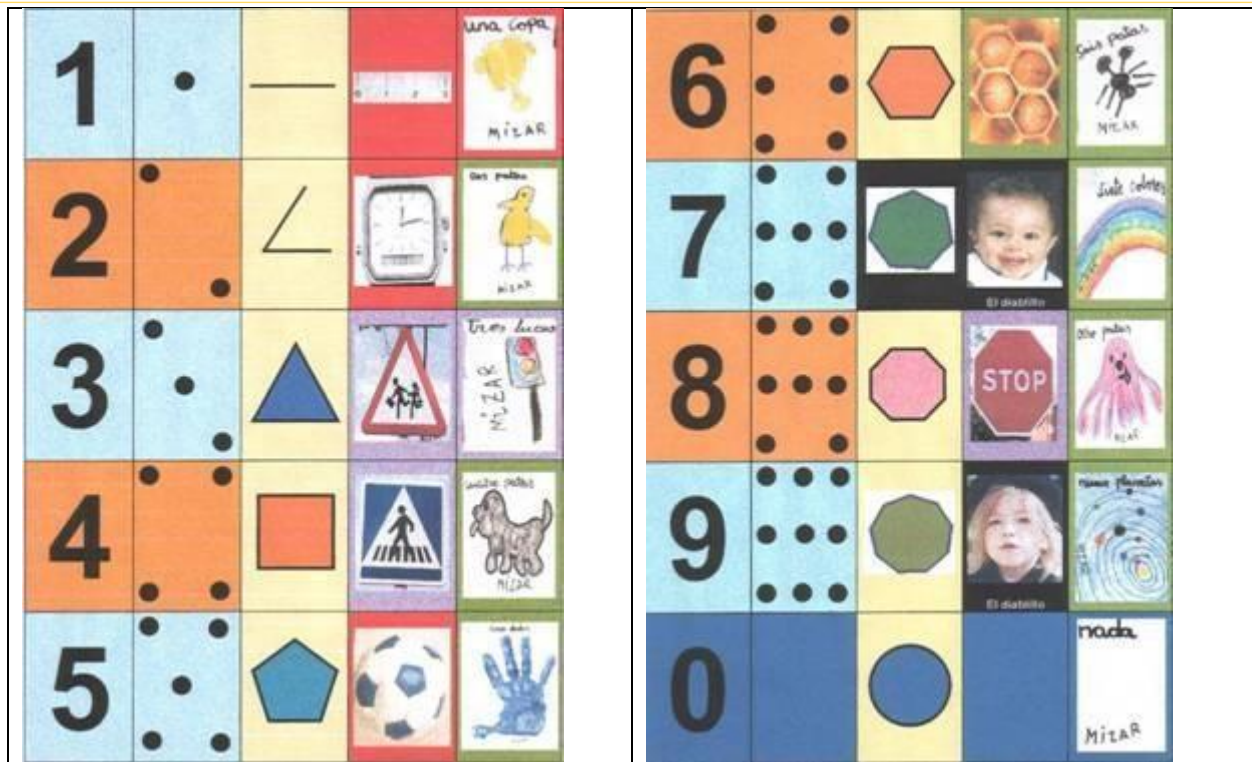 1
una copa
MIZAR
2
Dos patas
MIZAR
3
Tres luces
MIZAR
4
cuatro patas
MIZAR
5
6
Seis patas
MIZAR
7
El diablillo
Siete colores
8
STOP
Ocho patas
9
El diablillo
nueve planetas
0
nada
MIZAR